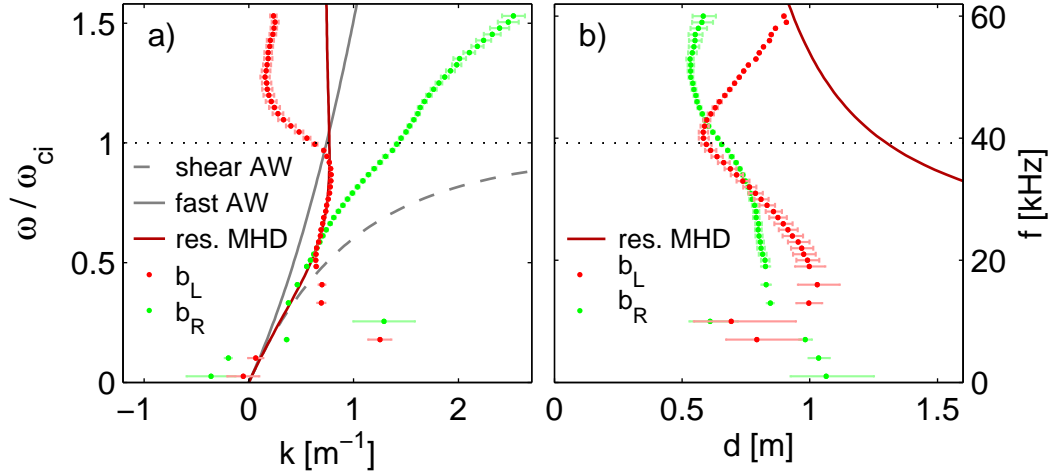 a)
ω / ω_ci
1.5
1
0.5
0
shear AW
fast AW
res. MHD
b_L
b_R
−1
0
1
2
k [m⁻¹]
b)
res. MHD
b_L
b_R
0
0.5
1
1.5
d [m]
60
40
20
0
f [kHz]